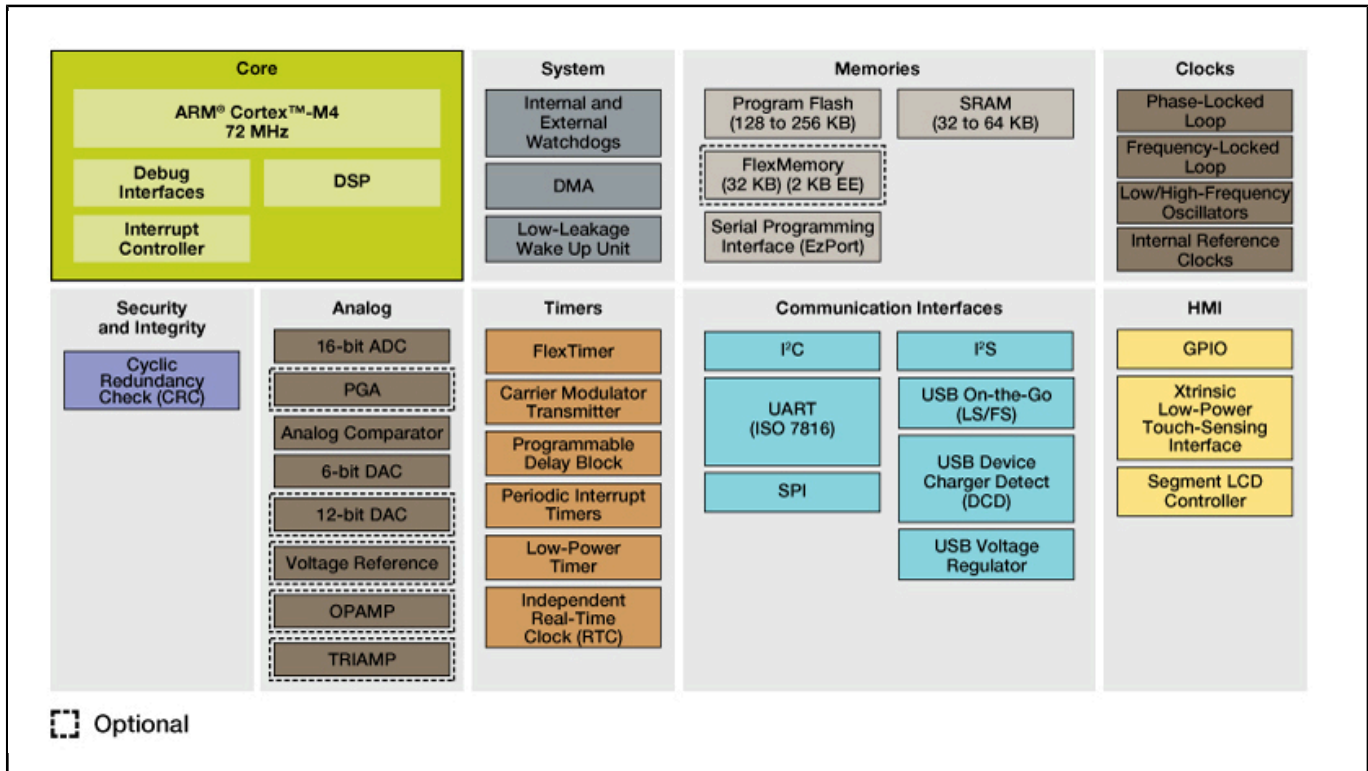 Core
ARM® Cortex™-M4
72 MHz
Debug
Interfaces
DSP
Interrupt
Controller
System
Internal and
External
Watchdogs
DMA
Low-Leakage
Wake Up Unit
Memories
Program Flash
(128 to 256 KB)
SRAM
(32 to 64 KB)
FlexMemory
(32 KB) (2 KB EE)
Serial Programming
Interface (EzPort)
Clocks
Phase-Locked
Loop
Frequency-Locked
Loop
Low/High-Frequency
Oscillators
Internal Reference
Clocks
Security
and Integrity
Cyclic
Redundancy
Check (CRC)
Analog
16-bit ADC
PGA
Analog Comparator
6-bit DAC
12-bit DAC
Voltage Reference
OPAMP
TRIAMP
Timers
FlexTimer
Carrier Modulator
Transmitter
Programmable
Delay Block
Periodic Interrupt
Timers
Low-Power
Timer
Independent
Real-Time
Clock (RTC)
Communication Interfaces
I²C
UART
(ISO 7816)
SPI
I²S
USB On-the-Go
(LS/FS)
USB Device
Charger Detect
(DCD)
USB Voltage
Regulator
HMI
GPIO
Xtrinsic
Low-Power
Touch-Sensing
Interface
Segment LCD
Controller
Optional